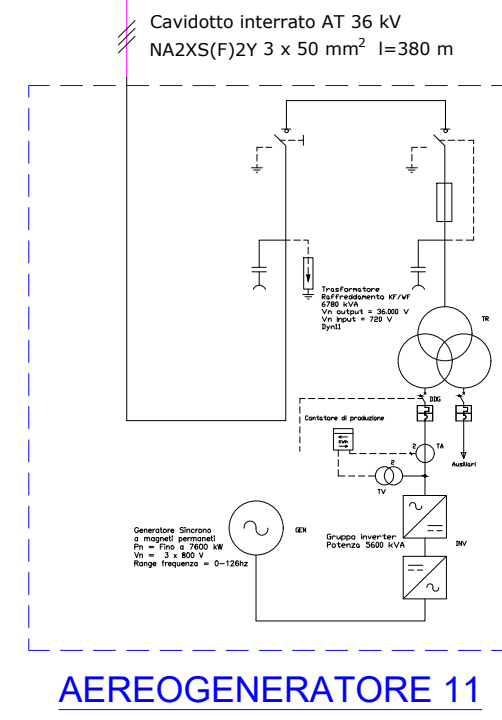 Cavidotto interrato AT 36 kV
NA2XS(F)2Y 3 x 50 mm² l=380 m
Trasformatore
Raffreddamento KF/WF
6780 kVA
Vn output = 36.000 V
Vn input = 720 V
Dyn11
TR
DDG
Contatore di produzione
kWh
2
TA
2
TV
Ausiliari
Generatore Sincrono
a magneti permaneti
Pn = Fino a 7600 kW
Vn = 3 x 800 V
Range frequenza = 0-126hz
GEN
Gruppo inverter
Potenza 5600 kVA
INV
AEREOGENERATORE 11